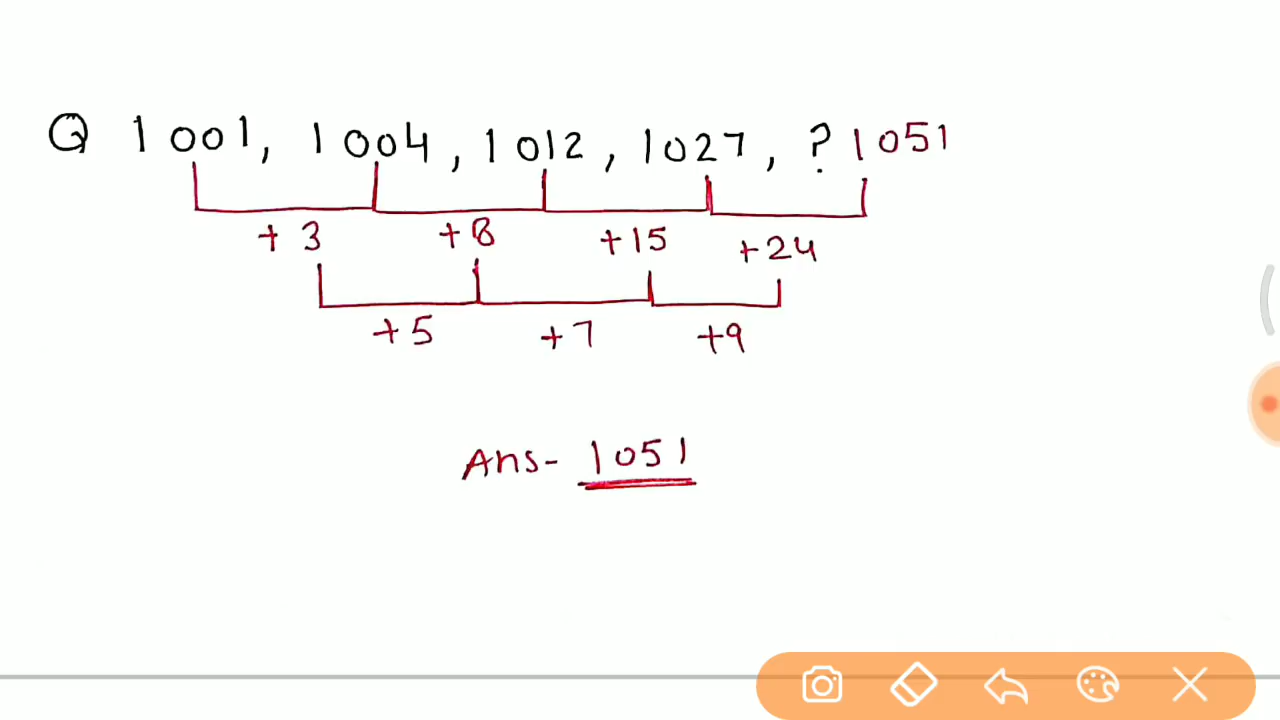 Q 1001, 1004, 1012, 1027, ? 1051
+3 +8 +15 +24
+5 +7 +9
Ans- 1051